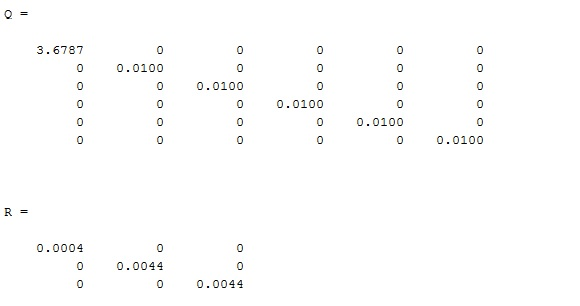 Q =
3.6787 0 0 0 0 0
0 0.0100 0 0 0 0
0 0 0.0100 0 0 0
0 0 0 0.0100 0 0
0 0 0 0 0.0100 0
0 0 0 0 0 0.0100
R =
0.0004 0 0
0 0.0044 0
0 0 0.0044